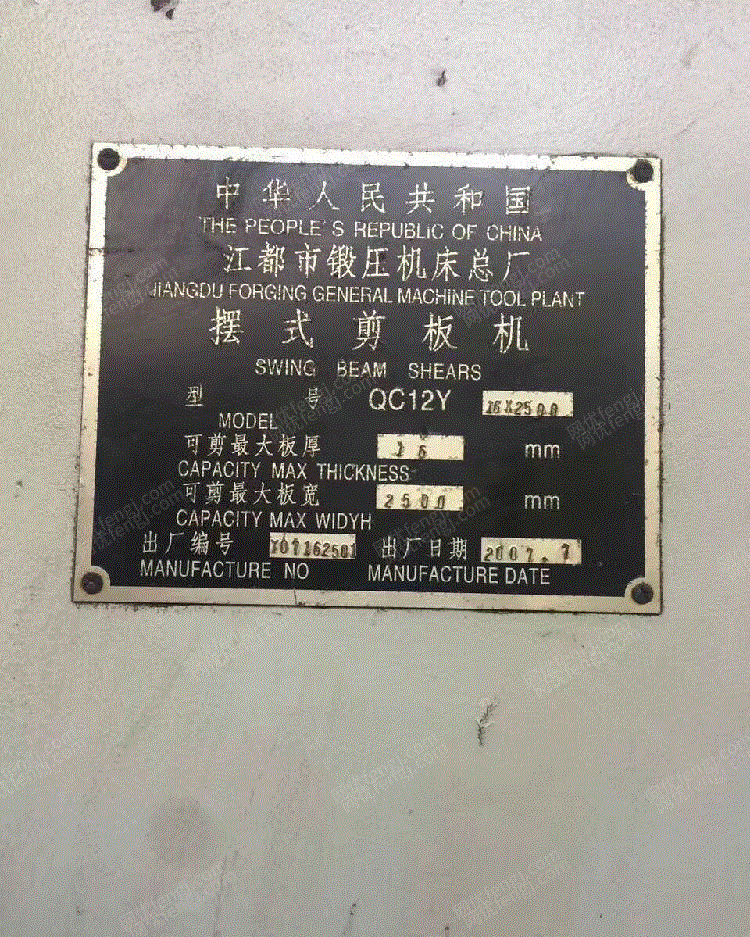 中华人民共和国
THE PEOPLE'S REPUBLIC OF CHINA
江都市锻压机床总厂
JIANGDU FORGING GENERAL MACHINE TOOL PLANT
摆式剪板机
SWING BEAM SHEARS
型 号 QC12Y 16X2500
MODEL
可剪最大板厚 16 mm
CAPACITY MAX THICKNESS
可剪最大板宽 2500 mm
CAPACITY MAX WIDYH
出厂编号 出厂日期 2007.7
MANUFACTURE NO MANUFACTURE DATE